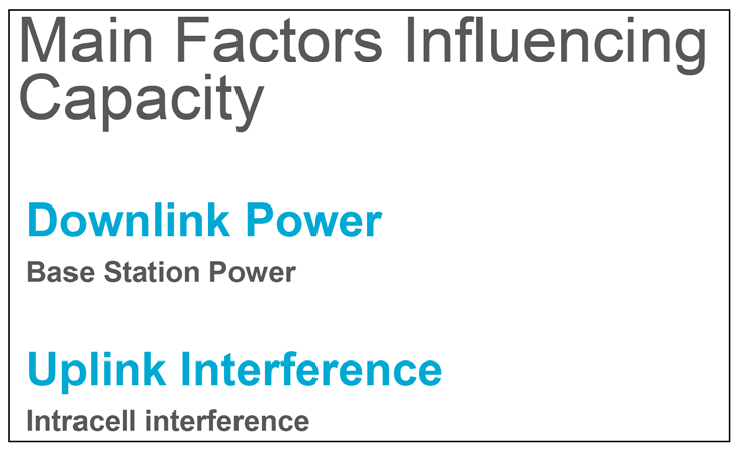 Main Factors Influencing
Capacity
Downlink Power
Base Station Power
Uplink Interference
Intracell interference